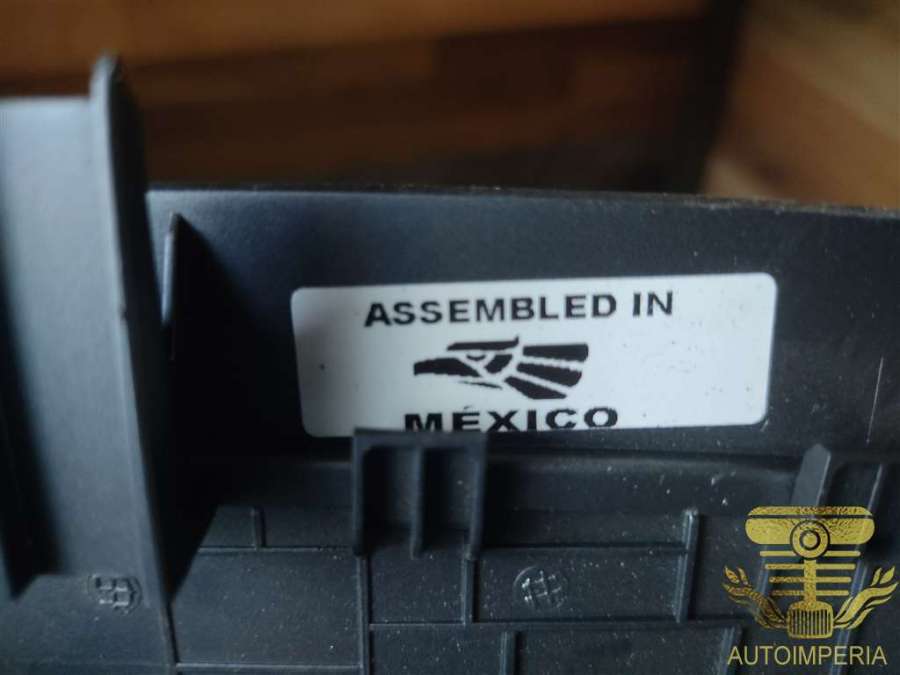 ASSEMBLED IN
MÉXICO
AUTOIMPERIA